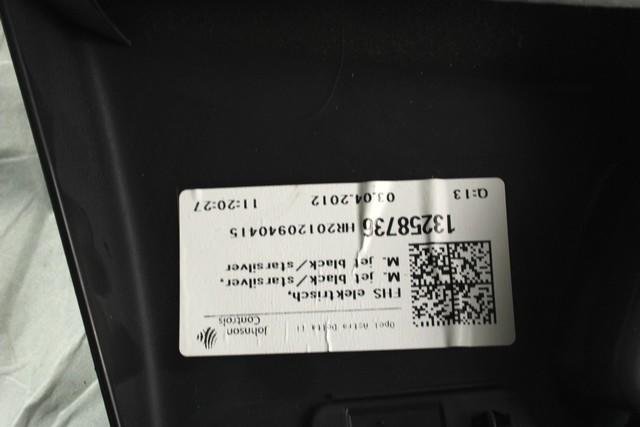 Opel Astra Delta II
Johnson
Controls
FHS elektrisch,
M. jet black/starsilver,
M. jet black/starsilver
13258736 HR20120940415
Q:13 03.04.2012 11:20:27